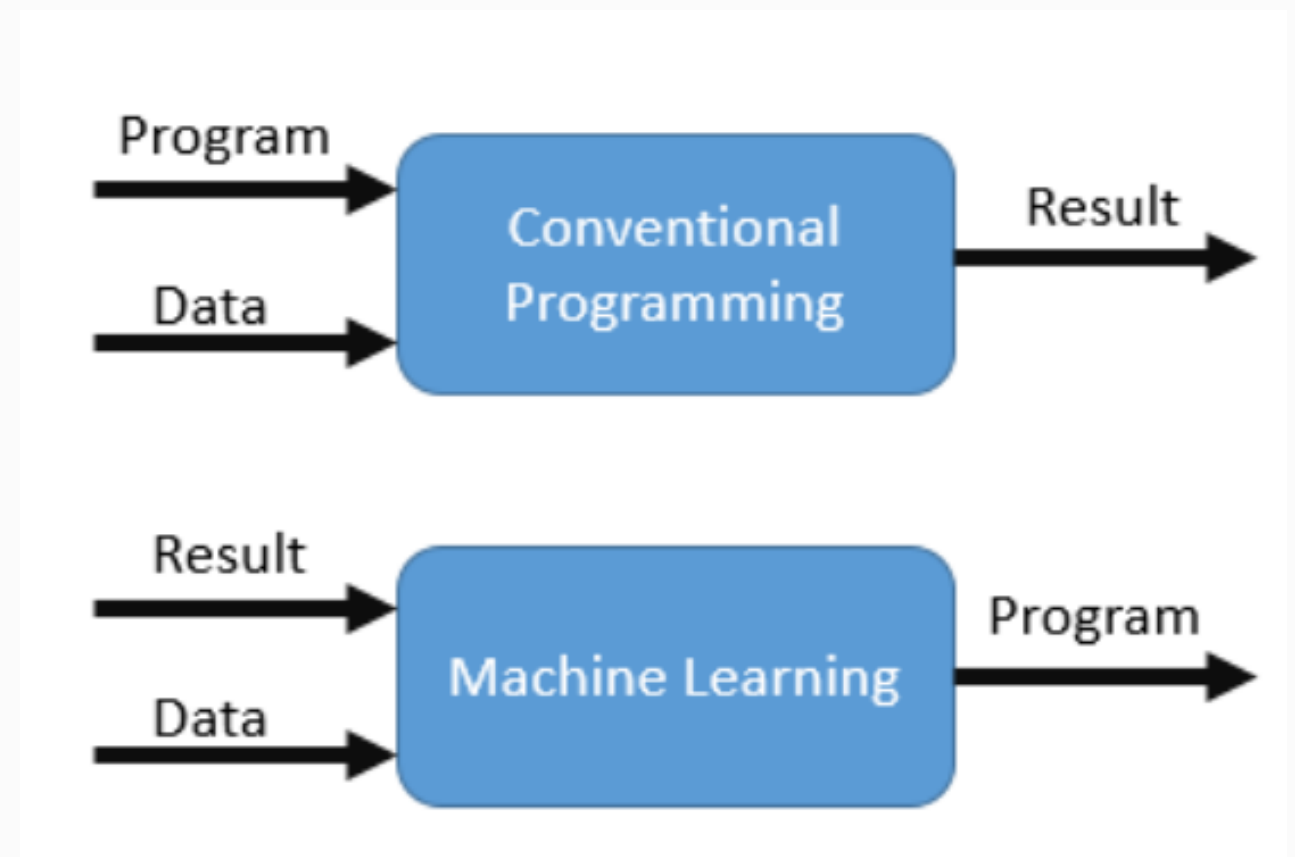 Program
Data
Conventional
Programming
Result
Result
Data
Machine Learning
Program